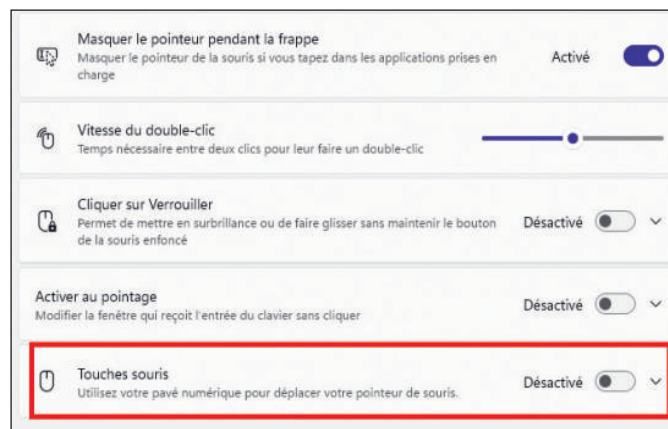 Masquer le pointeur pendant la frappe
Masquer le pointeur de la souris si vous tapez dans les applications prises en
charge
Activé
Vitesse du double-clic
Temps nécessaire entre deux clics pour leur faire un double-clic
Cliquer sur Verrouiller
Permet de mettre en surbrillance ou de faire glisser sans maintenir le bouton
de la souris enfoncé
Désactivé
Activer au pointage
Modifier la fenêtre qui reçoit l'entrée du clavier sans cliquer
Désactivé
Touches souris
Utilisez votre pavé numérique pour déplacer votre pointeur de souris.
Désactivé